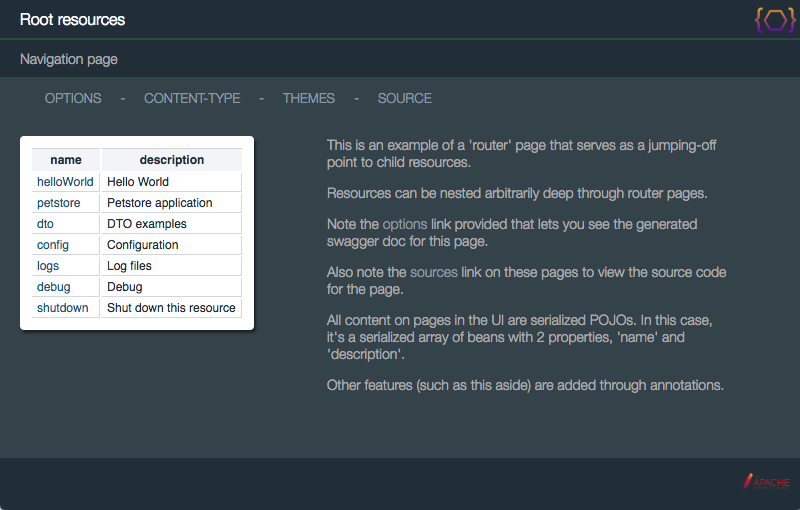 Root resources
Navigation page
OPTIONS - CONTENT-TYPE - THEMES - SOURCE
name description
helloWorld Hello World
petstore Petstore application
dto DTO examples
config Configuration
logs Log files
debug Debug
shutdown Shut down this resource
This is an example of a 'router' page that serves as a jumping-off
point to child resources.
Resources can be nested arbitrarily deep through router pages.
Note the options link provided that lets you see the generated
swagger doc for this page.
Also note the sources link on these pages to view the source code
for the page.
All content on pages in the UI are serialized POJOs. In this case,
it's a serialized array of beans with 2 properties, 'name' and
'description'.
Other features (such as this aside) are added through annotations.
APACHE